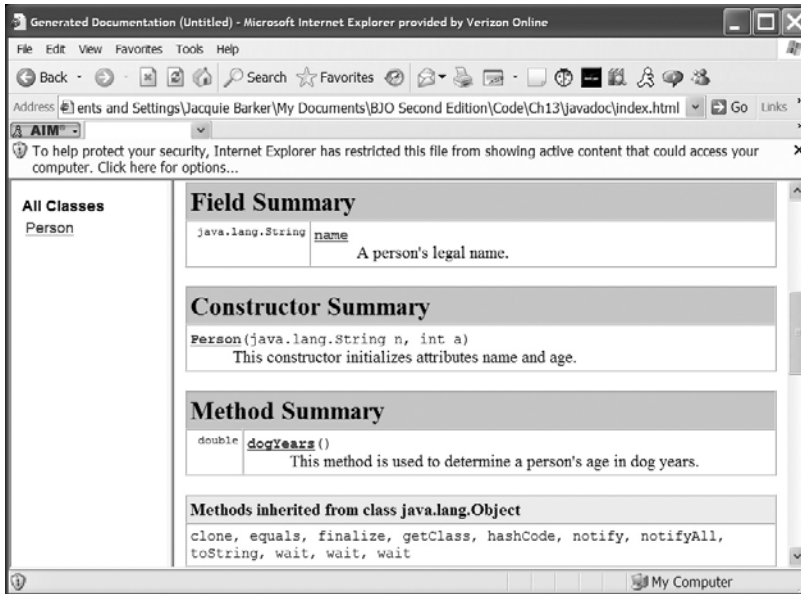 Generated Documentation (Untitled) - Microsoft Internet Explorer provided by Verizon Online
File Edit View Favorites Tools Help
Back Search Favorites
Address ents and Settings\Jacquie Barker\My Documents\BJO Second Edition\Code\Ch13\javadoc\index.html Go Links
AIM®
To help protect your security, Internet Explorer has restricted this file from showing active content that could access your
computer. Click here for options...
All Classes
Person
Field Summary
java.lang.String name
A person's legal name.
Constructor Summary
Person(java.lang.String n, int a)
This constructor initializes attributes name and age.
Method Summary
double dogYears()
This method is used to determine a person's age in dog years.
Methods inherited from class java.lang.Object
clone, equals, finalize, getClass, hashCode, notify, notifyAll,
toString, wait, wait, wait
My Computer